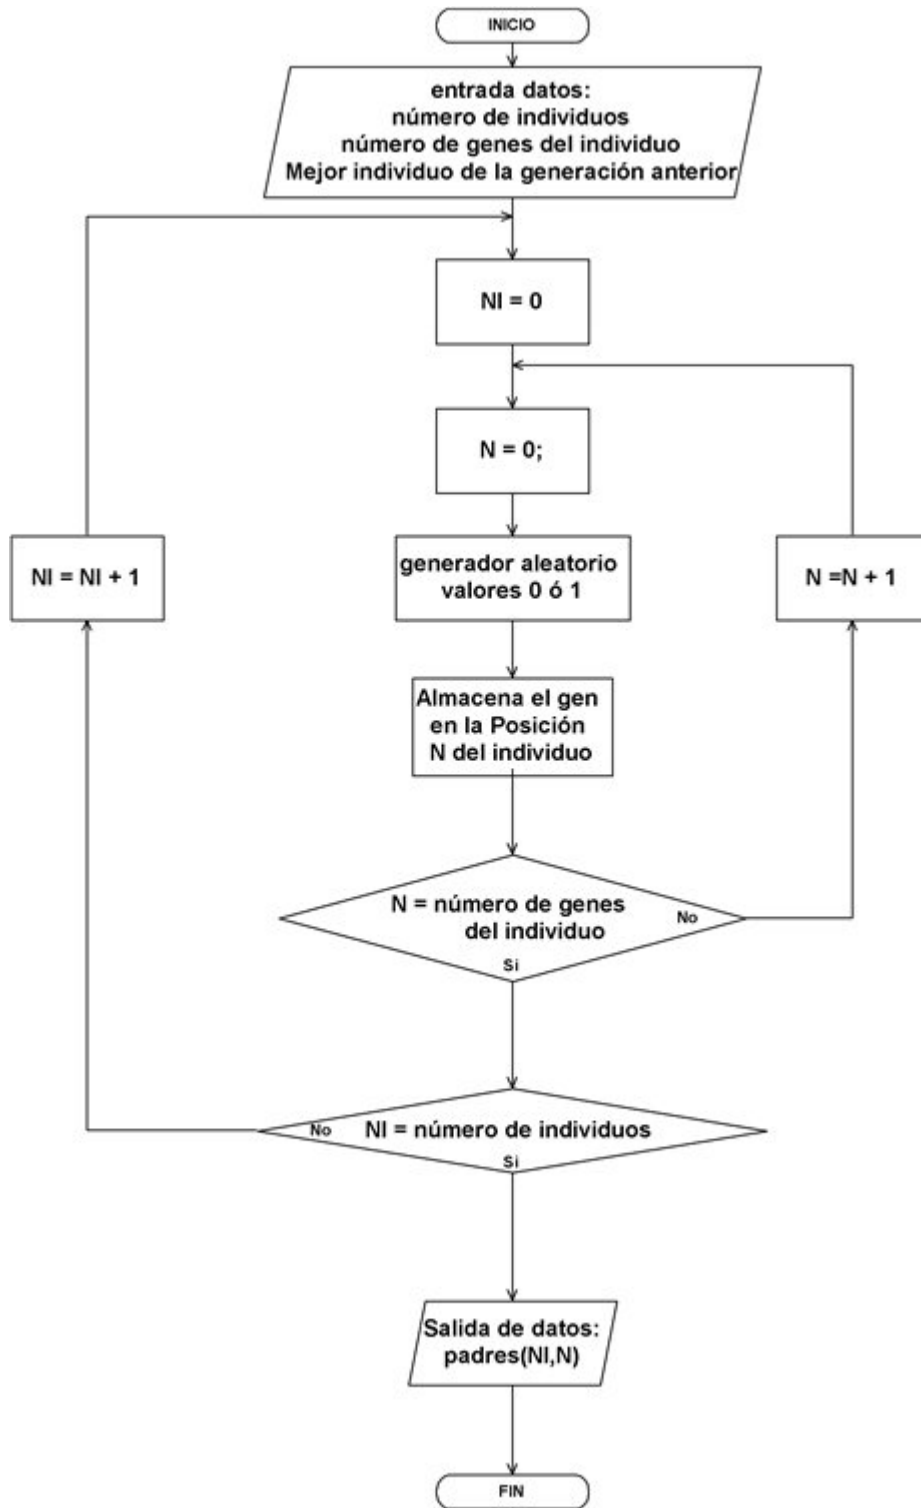 INICIO
entrada datos:
número de individuos
número de genes del individuo
Mejor individuo de la generación anterior
NI = 0
N = 0;
NI = NI + 1
generador aleatorio
valores 0 ó 1
N =N + 1
Almacena el gen
en la Posición
N del individuo
N = número de genes
del individuo
No
Si
No
NI = número de individuos
Si
Salida de datos:
padres(NI,N)
FIN